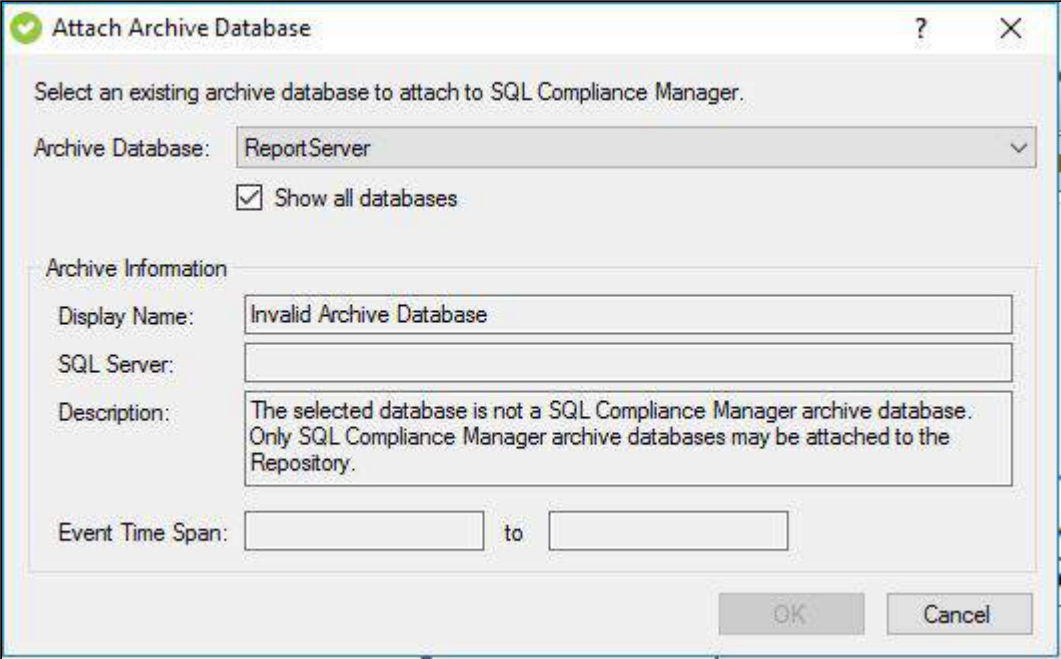 Attach Archive Database
?
Select an existing archive database to attach to SQL Compliance Manager.
Archive Database: ReportServer
Show all databases
Archive Information
Display Name: Invalid Archive Database
SQL Server:
Description: The selected database is not a SQL Compliance Manager archive database.
Only SQL Compliance Manager archive databases may be attached to the
Repository.
Event Time Span: to
OK Cancel